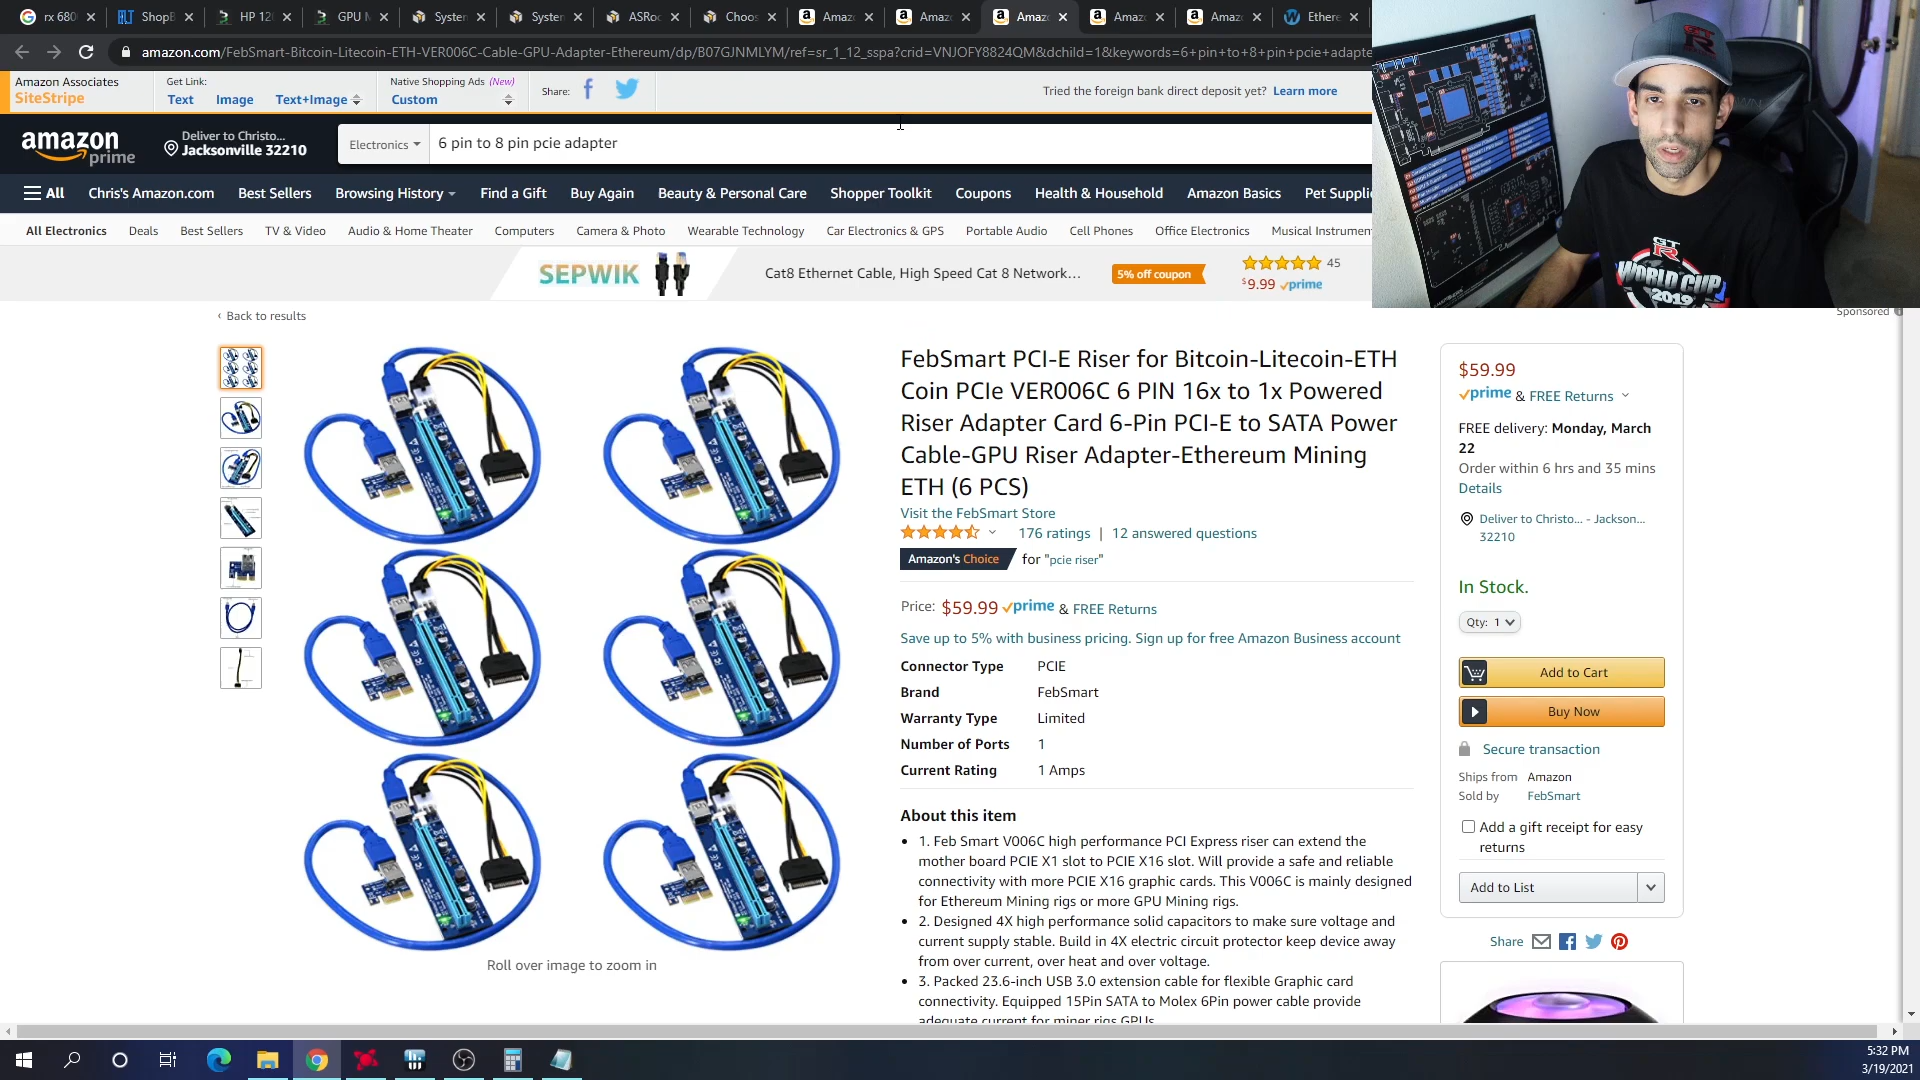 rx 680
ShopB
HP 120
GPU M
System
System
ASRoc
Choos
Amaz
Amaz
Amaz
Amaz
Amaz
Ether
amazon.com/FebSmart-Bitcoin-Litecoin-ETH-VER006C-Cable-GPU-Adapter-Ethereum/dp/B07GJNMLYM/ref=sr_1_12_sspa?crid=VNJOFY8824QM&dchild=1&keywords=6+pin+to+8+pin+pcie+adapte
Amazon Associates
SiteStripe
Get Link:
Text Image Text+Image
Native Shopping Ads (New)
Custom
Share:
Tried the foreign bank direct deposit yet? Learn more
amazon prime
Deliver to Christo...
Jacksonville 32210
Electronics
6 pin to 8 pin pcie adapter
All Chris's Amazon.com Best Sellers Browsing History Find a Gift Buy Again Beauty & Personal Care Shopper Toolkit Coupons Health & Household Amazon Basics Pet Suppli
All Electronics Deals Best Sellers TV & Video Audio & Home Theater Computers Camera & Photo Wearable Technology Car Electronics & GPS Portable Audio Cell Phones Office Electronics Musical Instrumen
SEPWIK
Cat8 Ethernet Cable, High Speed Cat 8 Network...
5% off coupon
45
$9.99 prime
GT
R
WORLD CUP
2019
Sponsored
‹ Back to results
FebSmart PCI-E Riser for Bitcoin-Litecoin-ETH
Coin PCIe VER006C 6 PIN 16x to 1x Powered
Riser Adapter Card 6-Pin PCI-E to SATA Power
Cable-GPU Riser Adapter-Ethereum Mining
ETH (6 PCS)
Visit the FebSmart Store
176 ratings | 12 answered questions
Amazon's Choice for "pcie riser"
Price: $59.99 prime & FREE Returns
Save up to 5% with business pricing. Sign up for free Amazon Business account
Connector Type PCIE
Brand FebSmart
Warranty Type Limited
Number of Ports 1
Current Rating 1 Amps
About this item
• 1. Feb Smart V006C high performance PCI Express riser can extend the
mother board PCIE X1 slot to PCIE X16 slot. Will provide a safe and reliable
connectivity with more PCIE X16 graphic cards. This V006C is mainly designed
for Ethereum Mining rigs or more GPU Mining rigs.
• 2. Designed 4X high performance solid capacitors to make sure voltage and
current supply stable. Build in 4X electric circuit protector keep device away
from over current, over heat and over voltage.
• 3. Packed 23.6-inch USB 3.0 extension cable for flexible Graphic card
connectivity. Equipped 15Pin SATA to Molex 6Pin power cable provide
adequate current for miner rigs GPUs.
Roll over image to zoom in
$59.99
prime & FREE Returns
FREE delivery: Monday, March
22
Order within 6 hrs and 35 mins
Details
Deliver to Christo... - Jackson...
32210
In Stock.
Qty: 1
Add to Cart
Buy Now
Secure transaction
Ships from Amazon
Sold by FebSmart
Add a gift receipt for easy
returns
Add to List
Share
5:32 PM
3/19/2021